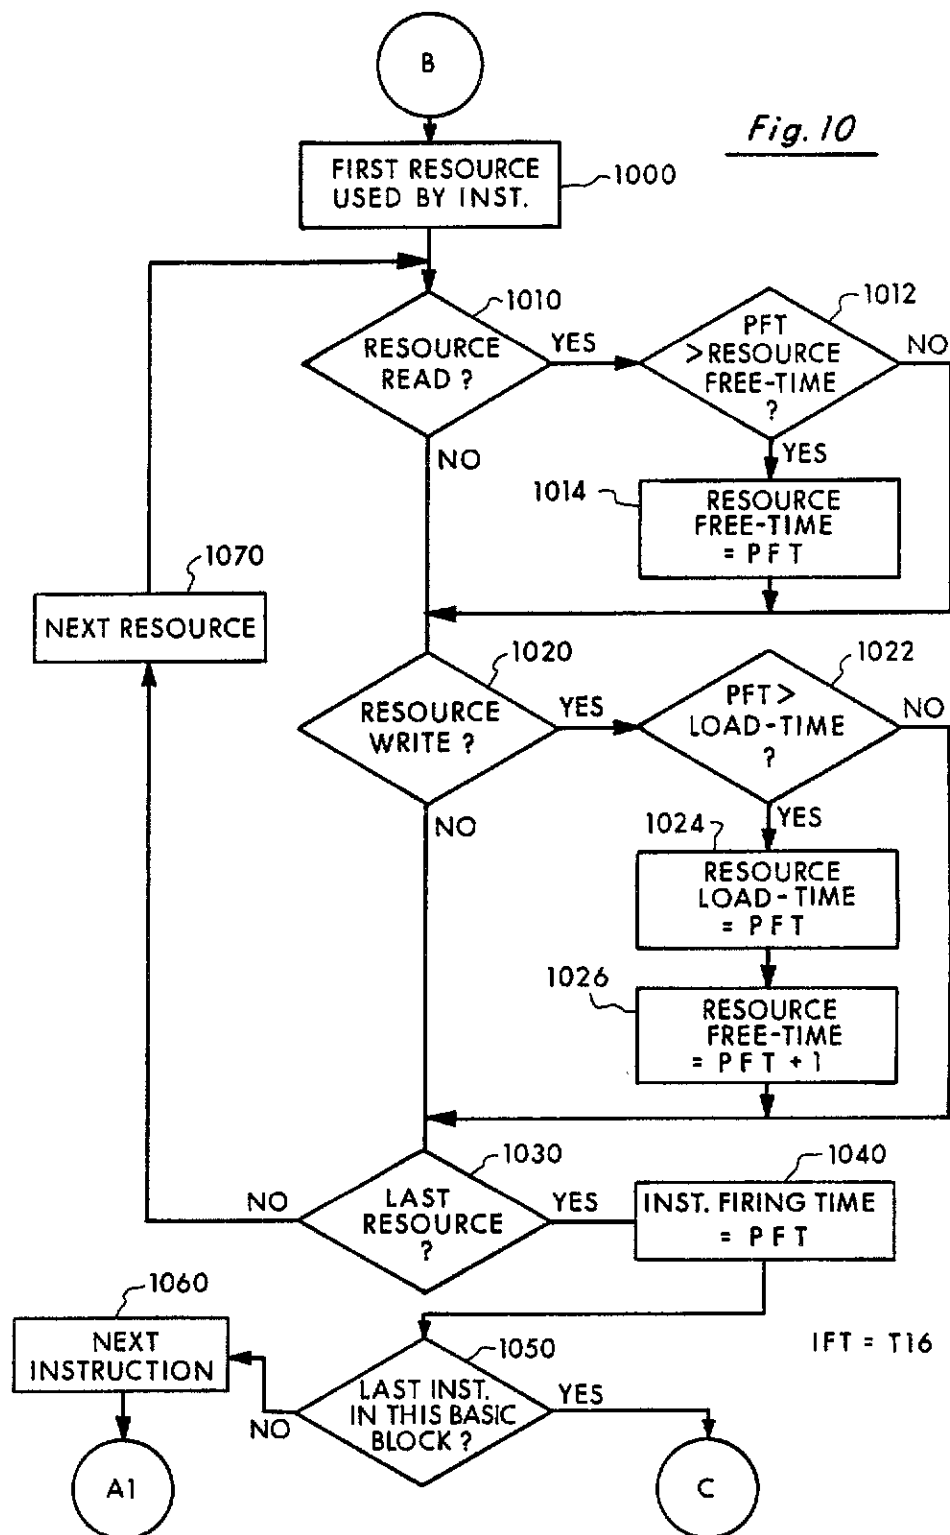 B
Fig. 10
FIRST RESOURCE
USED BY INST.
1000
1010
RESOURCE
READ ?
YES
NO
1012
PFT
> RESOURCE
FREE-TIME
?
NO
YES
1014
RESOURCE
FREE-TIME
= PFT
1070
NEXT RESOURCE
1020
RESOURCE
WRITE ?
YES
NO
1022
PFT >
LOAD-TIME
?
NO
YES
1024
RESOURCE
LOAD-TIME
= PFT
1026
RESOURCE
FREE-TIME
= PFT + 1
1030
LAST
RESOURCE
?
NO
YES
1040
INST. FIRING TIME
= PFT
1060
NEXT
INSTRUCTION
1050
LAST INST.
IN THIS BASIC
BLOCK ?
NO
YES
IFT = T16
A1
C